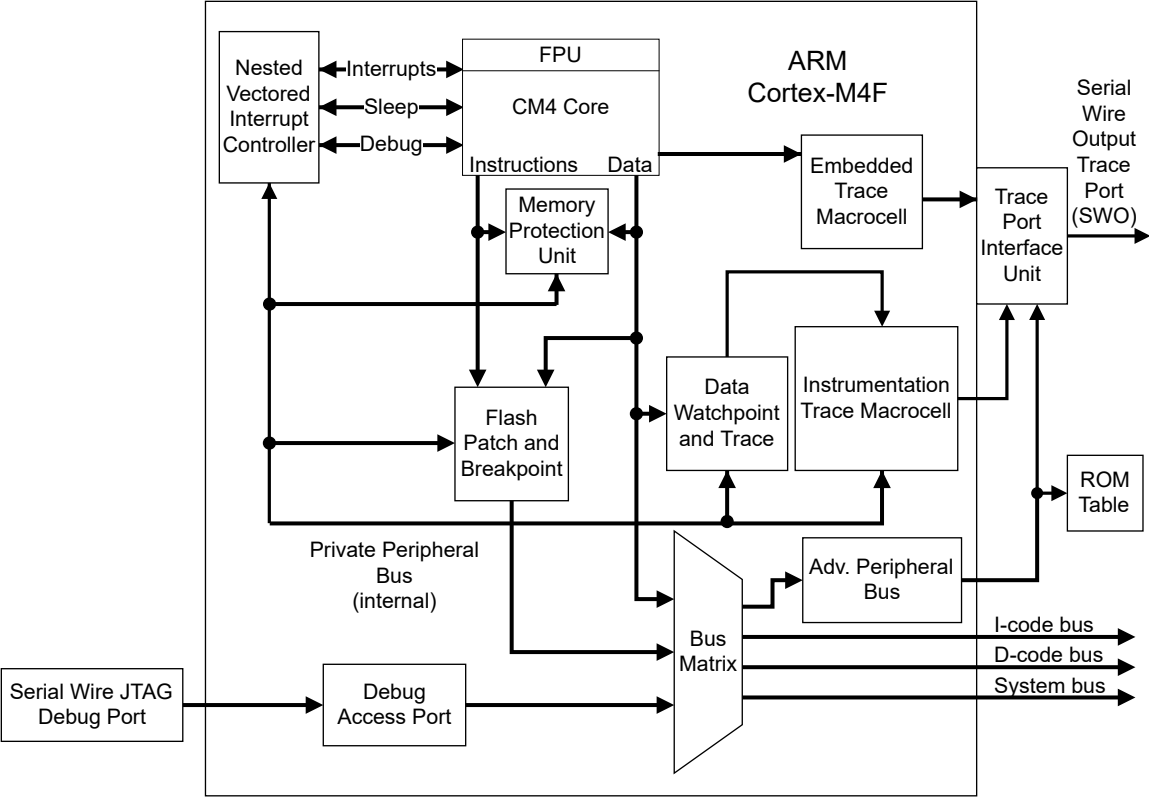 FPU
ARM
Cortex-M4F
Nested
Vectored
Interrupt
Controller
Interrupts
Sleep
Debug
CM4 Core
Instructions
Data
Serial
Wire
Output
Trace
Port
(SWO)
Embedded
Trace
Macrocell
Trace
Port
Interface
Unit
Memory
Protection
Unit
Data
Watchpoint
and Trace
Instrumentation
Trace Macrocell
Flash
Patch and
Breakpoint
ROM
Table
Private Peripheral
Bus
(internal)
Adv. Peripheral
Bus
Bus
Matrix
I-code bus
D-code bus
System bus
Serial Wire JTAG
Debug Port
Debug
Access Port